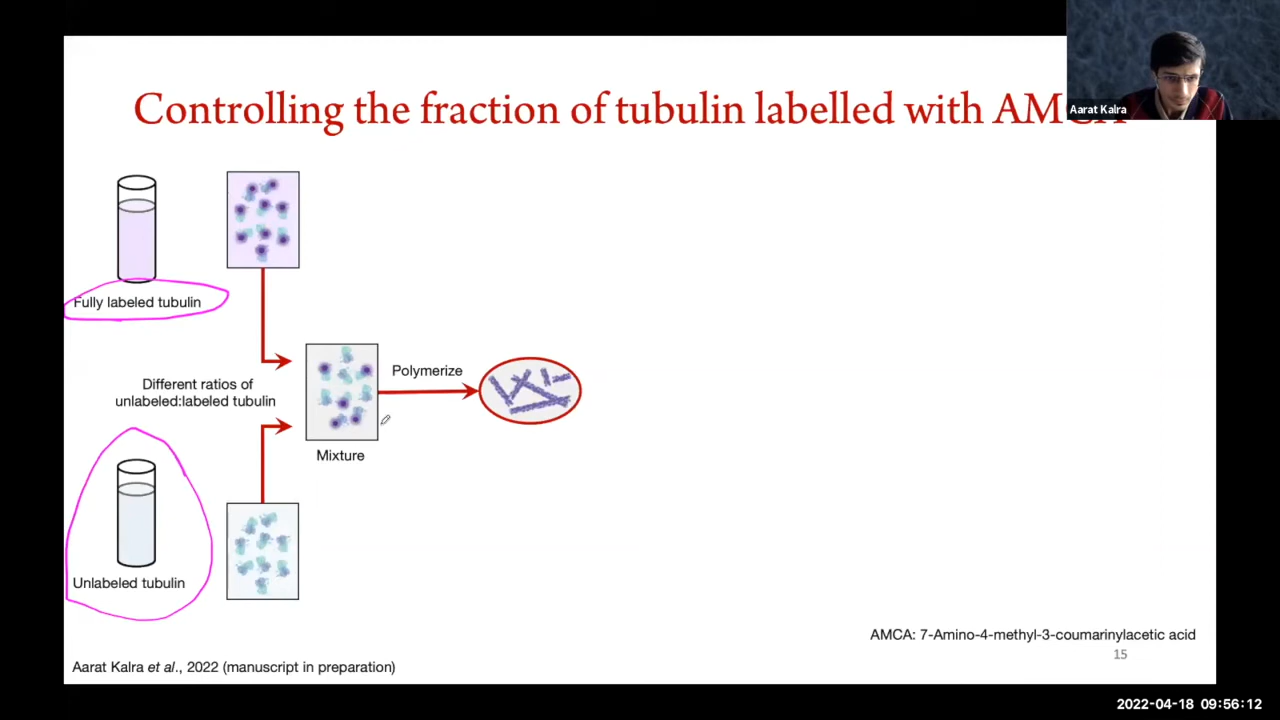 Controlling the fraction of tubulin labelled with AMCA
Aarat Kalra
Fully labeled tubulin
Different ratios of
unlabeled:labeled tubulin
Polymerize
Mixture
Unlabeled tubulin
AMCA: 7-Amino-4-methyl-3-coumarinylacetic acid
15
Aarat Kalra et al., 2022 (manuscript in preparation)
2022-04-18 09:56:12